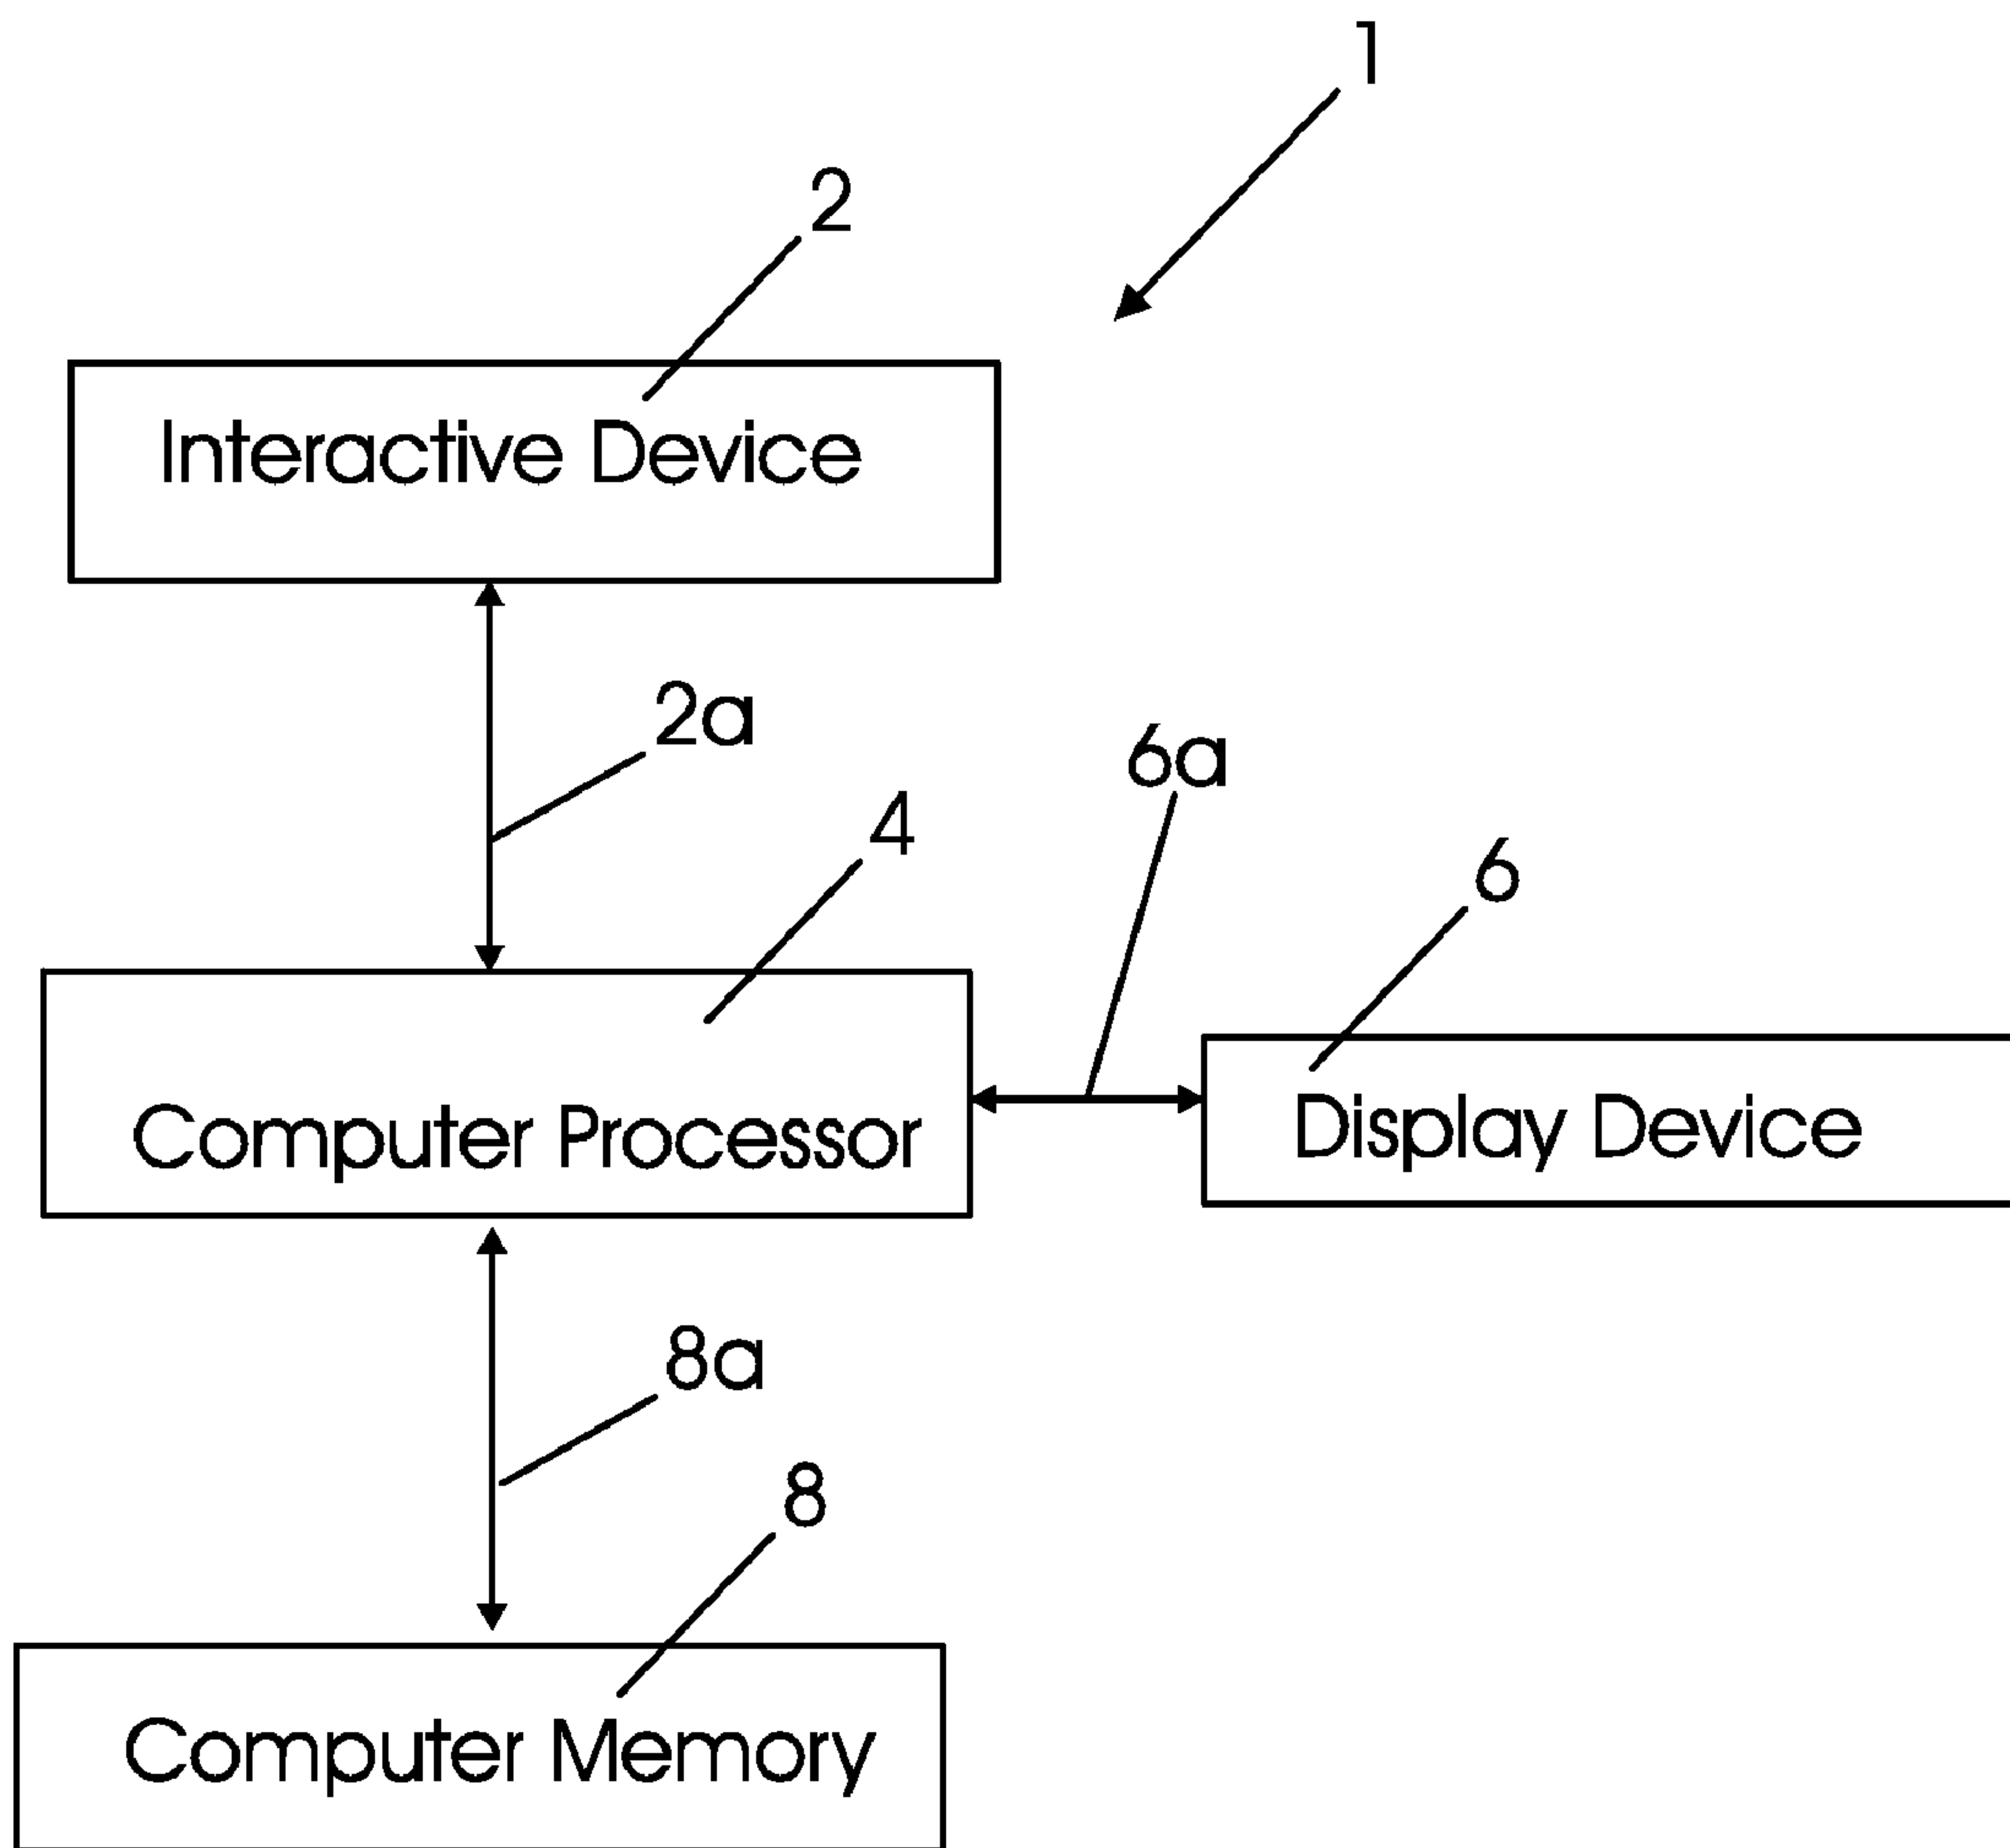 1
2
Interactive Device
2a
6a
4
6
Computer Processor
Display Device
8a
8
Computer Memory